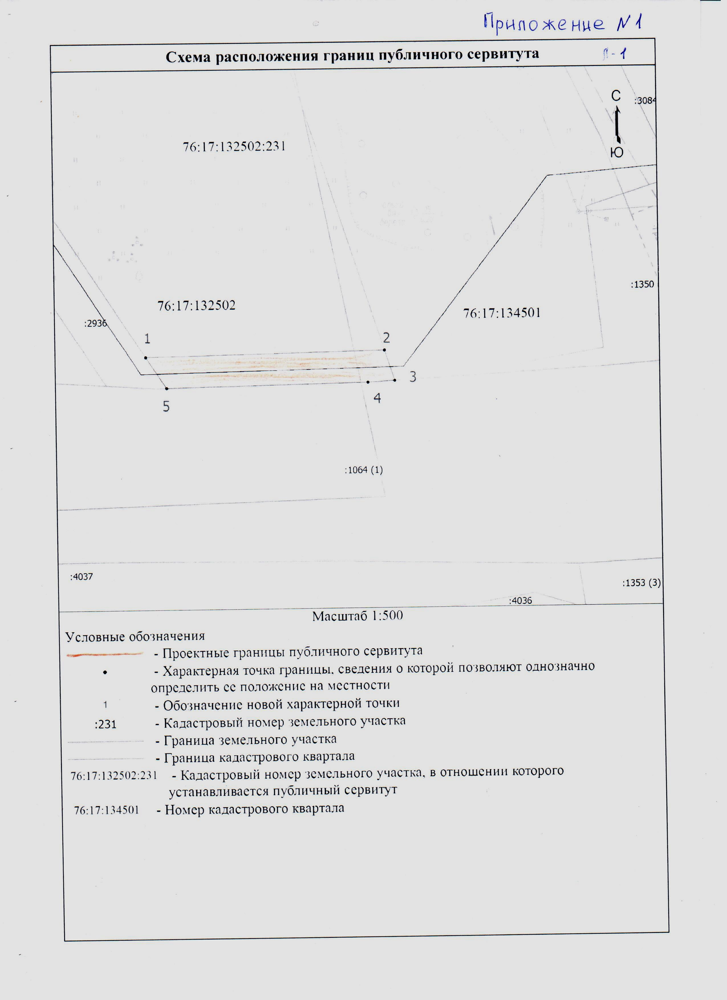 Приложение N 1
Схема расположения границ публичного сервитута
-1
С
:3084
Ю
76:17:132502:231
:1350
76:17:132502
76:17:134501
:2936
1
2
3
4
5
:1064 (1)
:4037
:1353 (3)
:4036
Масштаб 1:500
Условные обозначения
- Проектные границы публичного сервитута
- Характерная точка границы, сведения о которой позволяют однозначно
определить ее положение на местности
1 - Обозначение новой характерной точки
:231 - Кадастровый номер земельного участка
- Граница земельного участка
- Граница кадастрового квартала
76:17:132502:231 - Кадастровый номер земельного участка, в отношении которого
устанавливается публичный сервитут
76:17:134501 - Номер кадастрового квартала